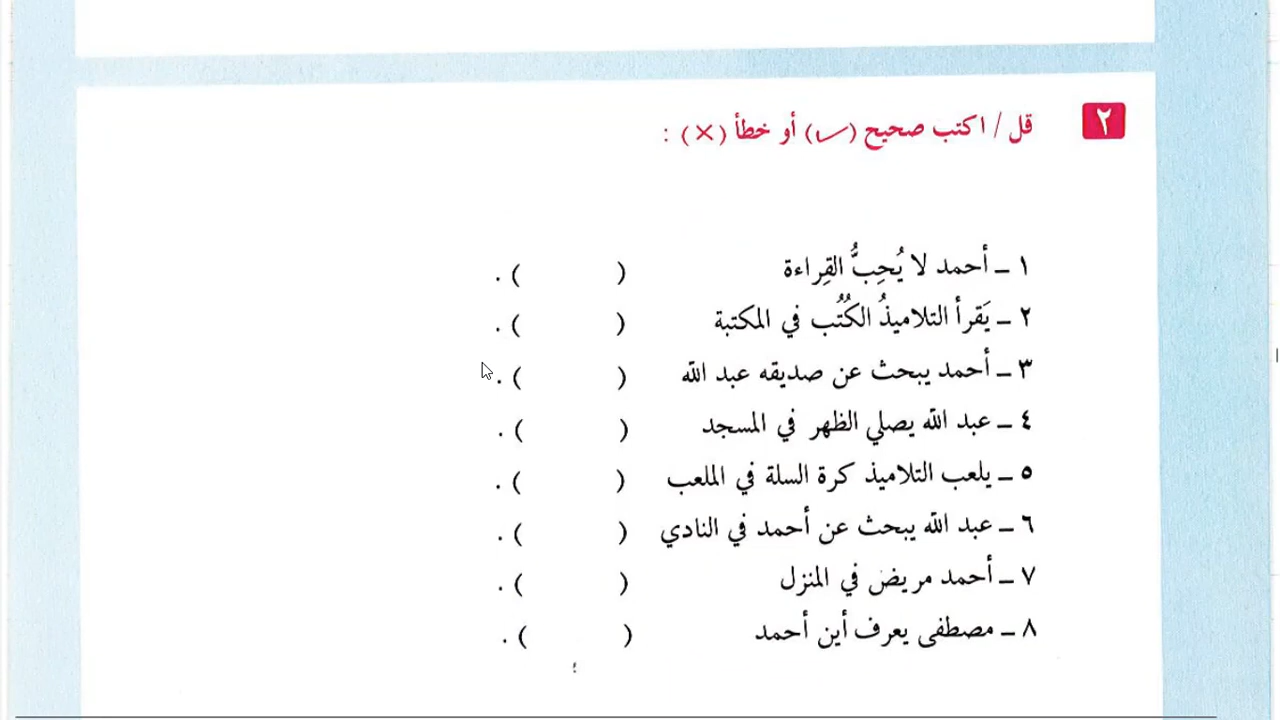 ٢ قل / اكتب صحيح (✓) أو خطأ (×) :
١ ـ أحمد لا يُحِبُّ القِراءة ( ) .
٢ ـ يَقرأ التلاميذُ الكُتُب في المكتبة ( ) .
٣ ـ أحمد يبحث عن صديقه عبد الله ( ) .
٤ ـ عبد الله يصلي الظهر في المسجد ( ) .
٥ ـ يلعب التلاميذ كرة السلة في الملعب ( ) .
٦ ـ عبد الله يبحث عن أحمد في النادي ( ) .
٧ ـ أحمد مريض في المنزل ( ) .
٨ ـ مصطفى يعرف أين أحمد ( ) .